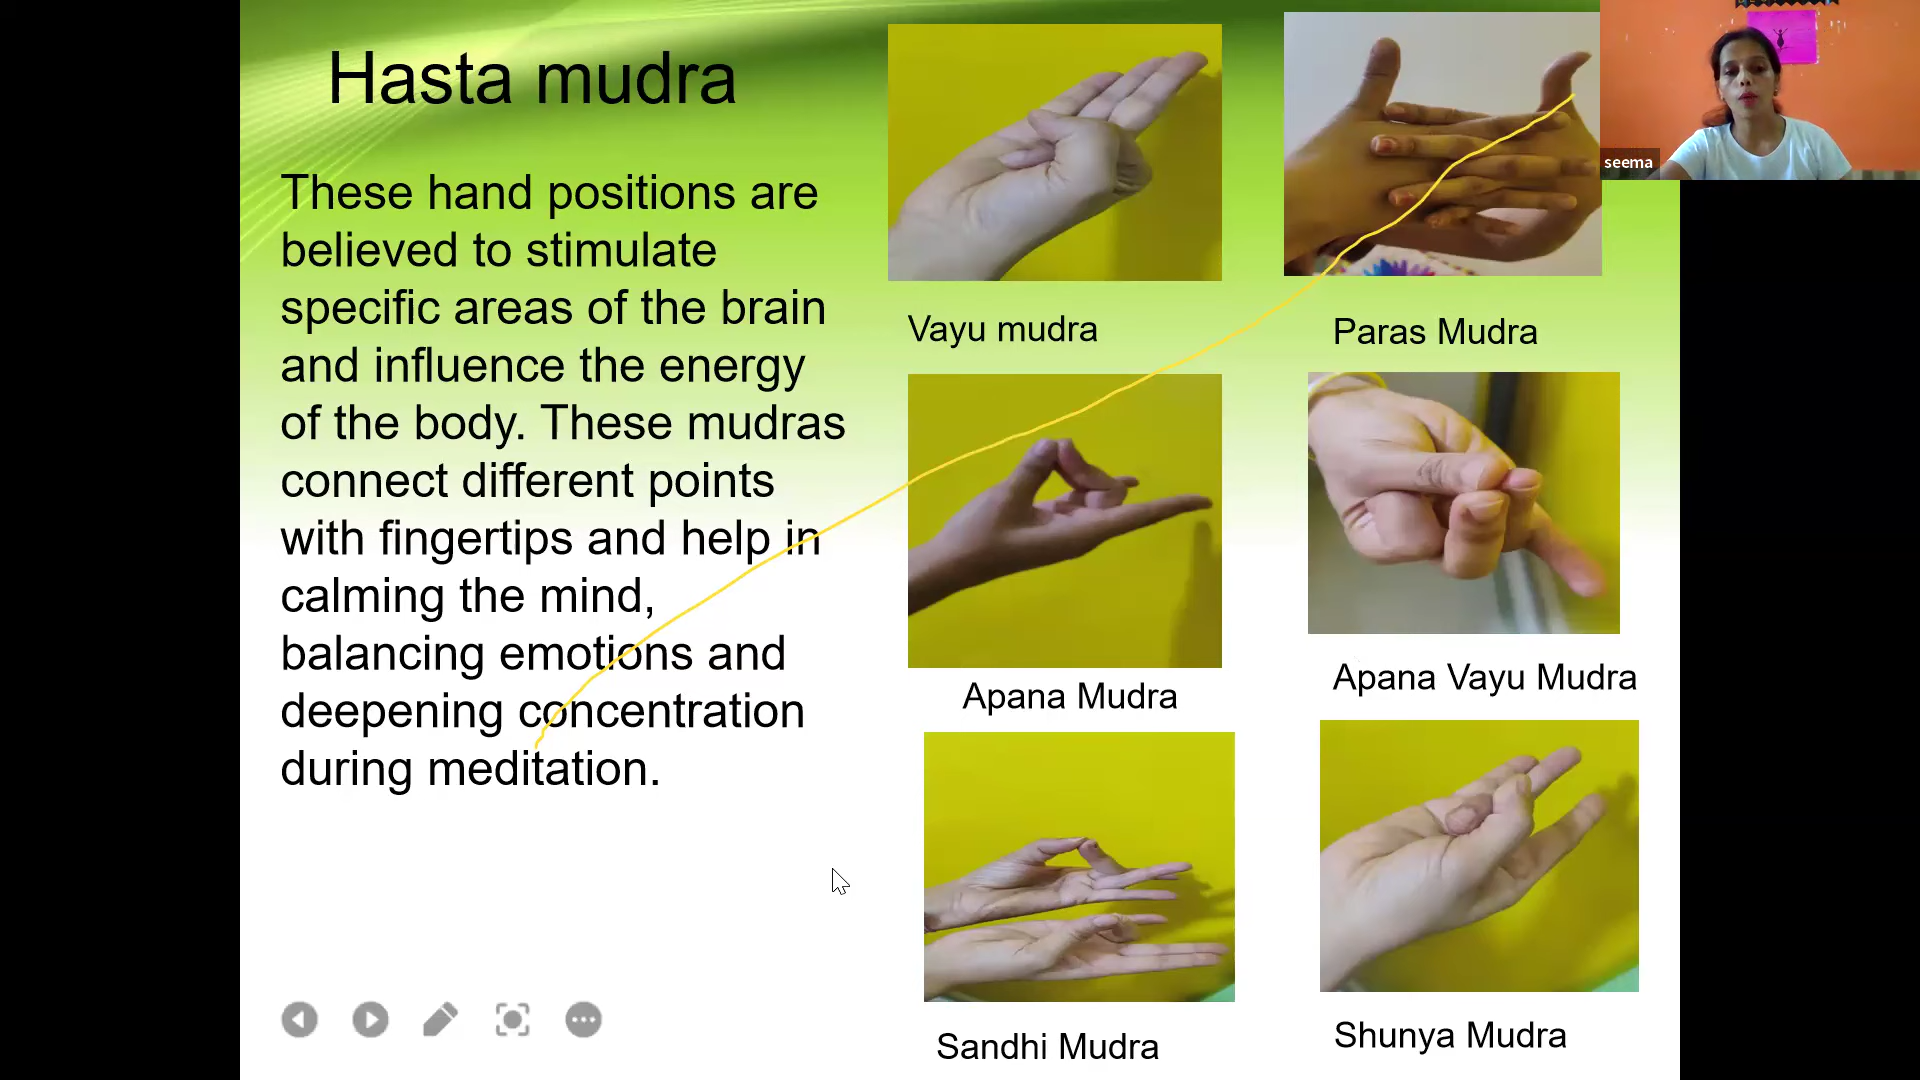 Hasta mudra
These hand positions are
believed to stimulate
specific areas of the brain
and influence the energy
of the body. These mudras
connect different points
with fingertips and help in
calming the mind,
balancing emotions and
deepening concentration
during meditation.
Vayu mudra
Paras Mudra
Apana Mudra
Apana Vayu Mudra
Sandhi Mudra
Shunya Mudra
seema